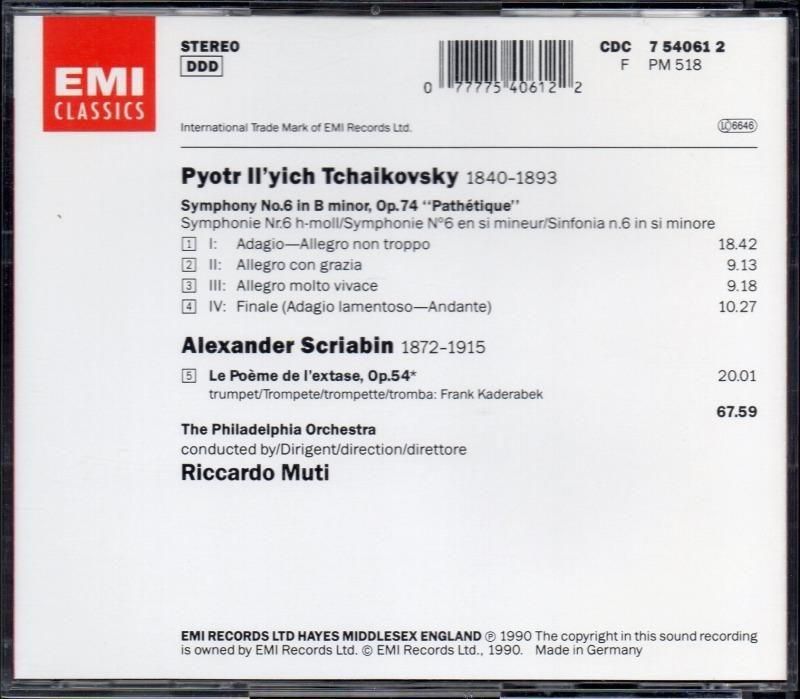 EMI
CLASSICS
STEREO
DDD
0 77775 40612 2
CDC 7 54061 2
F PM 518
International Trade Mark of EMI Records Ltd.
LC 6646
Pyotr Il'yich Tchaikovsky 1840–1893
Symphony No.6 in B minor, Op.74 "Pathétique"
Symphonie Nr.6 h-moll/Symphonie N°6 en si mineur/Sinfonia n.6 in si minore
1 I: Adagio—Allegro non troppo 18.42
2 II: Allegro con grazia 9.13
3 III: Allegro molto vivace 9.18
4 IV: Finale (Adagio lamentoso—Andante) 10.27
Alexander Scriabin 1872–1915
5 Le Poème de l'extase, Op.54* 20.01
trumpet/Trompete/trompette/tromba: Frank Kaderabek
67.59
The Philadelphia Orchestra
conducted by/Dirigent/direction/direttore
Riccardo Muti
EMI RECORDS LTD HAYES MIDDLESEX ENGLAND ℗ 1990 The copyright in this sound recording
is owned by EMI Records Ltd. © EMI Records Ltd., 1990. Made in Germany